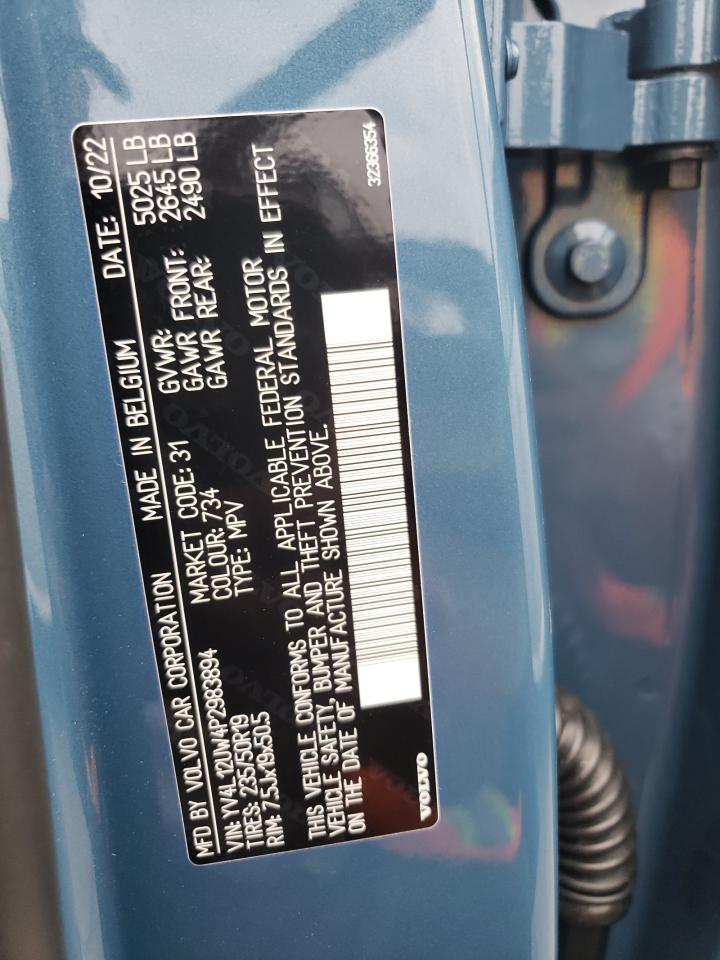 MFD BY VOLVO CAR CORPORATION MADE IN BELGIUM DATE: 10/22
VIN: YV4L12UW4P2983894 MARKET CODE: 31 GVWR: 5025 LB
TIRES: 235/50R19 COLOUR: 734 GAWR FRONT: 2645 LB
RIM: 7.5Jx19x50.5 TYPE: MPV GAWR REAR: 2490 LB
THIS VEHICLE CONFORMS TO ALL APPLICABLE FEDERAL MOTOR
VEHICLE SAFETY, BUMPER AND THEFT PREVENTION STANDARDS IN EFFECT
ON THE DATE OF MANUFACTURE SHOWN ABOVE.
VOLVO 32366354